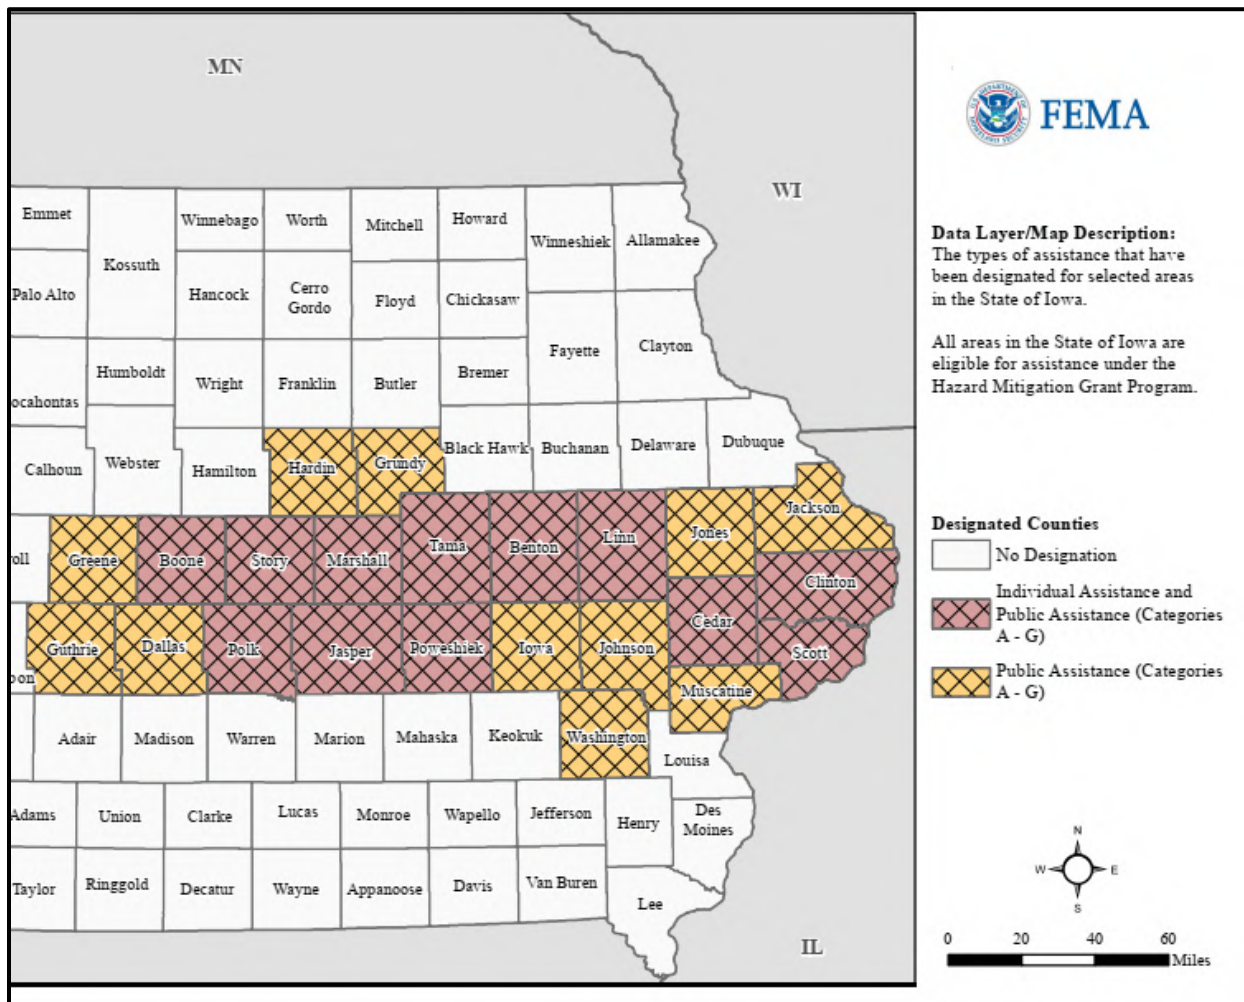 MN
WI
IL
Emmet
Winnebago
Worth
Mitchell
Howard
Winneshiek
Allamakee
Kossuth
Palo Alto
Hancock
Cerro
Gordo
Floyd
Chickasaw
Fayette
Clayton
Humboldt
Wright
Franklin
Butler
Bremer
ocahontas
Calhoun
Webster
Hamilton
Hardin
Grundy
Black Hawk
Buchanan
Delaware
Dubuque
Jackson
roll
Greene
Boone
Story
Marshall
Tama
Benton
Linn
Jones
Clinton
Guthrie
Dallas
Polk
Jasper
Poweshiek
Iowa
Johnson
Cedar
Scott
bon
Muscatine
Adair
Madison
Warren
Marion
Mahaska
Keokuk
Washington
Louisa
Adams
Union
Clarke
Lucas
Monroe
Wapello
Jefferson
Henry
Des
Moines
Taylor
Ringgold
Decatur
Wayne
Appanoose
Davis
Van Buren
Lee
FEMA
Data Layer/Map Description:
The types of assistance that have
been designated for selected areas
in the State of Iowa.
All areas in the State of Iowa are
eligible for assistance under the
Hazard Mitigation Grant Program.
Designated Counties
No Designation
Individual Assistance and
Public Assistance (Categories
A - G)
Public Assistance (Categories
A - G)
N
W E
S
0 20 40 60
Miles